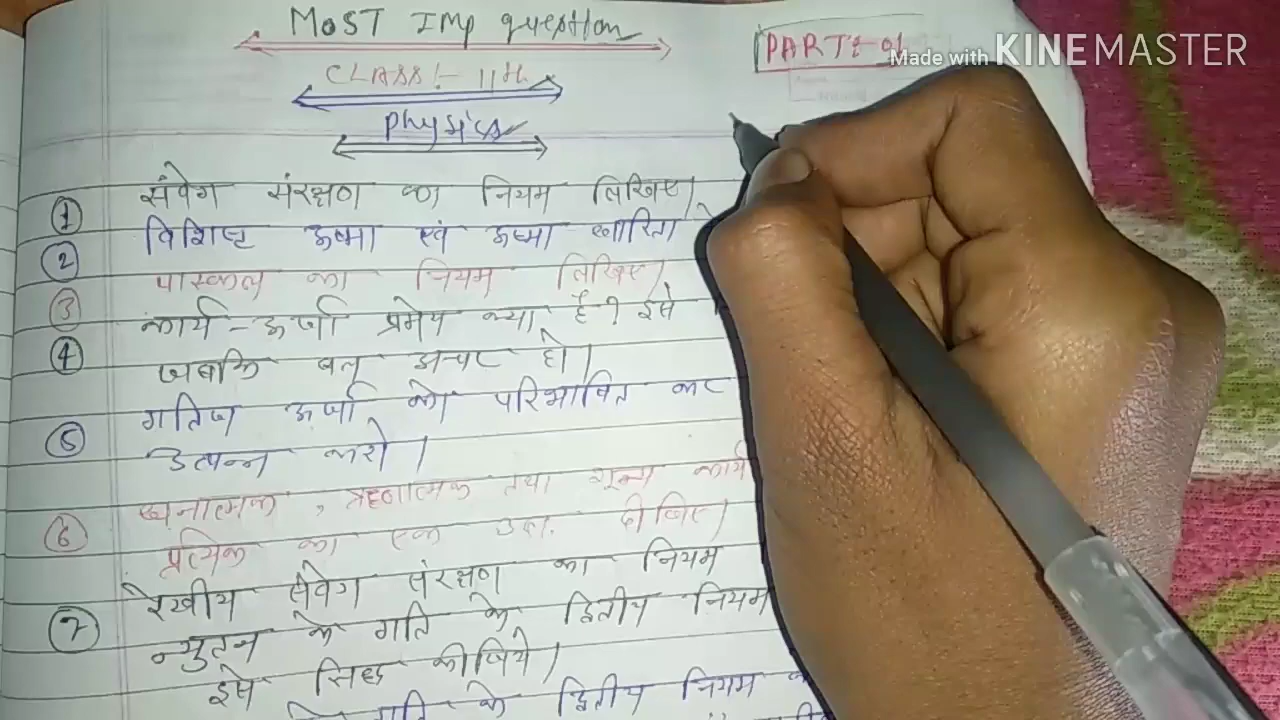 MOST Imp question
PART:-01
Made with KINEMASTER
CLASS:- 11th
physics
① संवेग संरक्षण का नियम लिखिए।
② विशिष्ट ऊष्मा एवं ऊष्मा धारिता
③ पास्कल का नियम लिखिए।
④ कार्य-ऊर्जा प्रमेय क्या है? इसे
जबकि बल अचर हो।
⑤ गतिज ऊर्जा को परिभाषित कर
उत्पन्न करो।
⑥ धनात्मक, ऋणात्मक तथा शून्य कार्य
प्रत्येक का एक उदा. दीजिए।
⑦ रेखीय संवेग संरक्षण का नियम
न्युटन के गति के द्वितीय नियम
इसे सिद्ध कीजिये।
गति के द्वितीय नियम